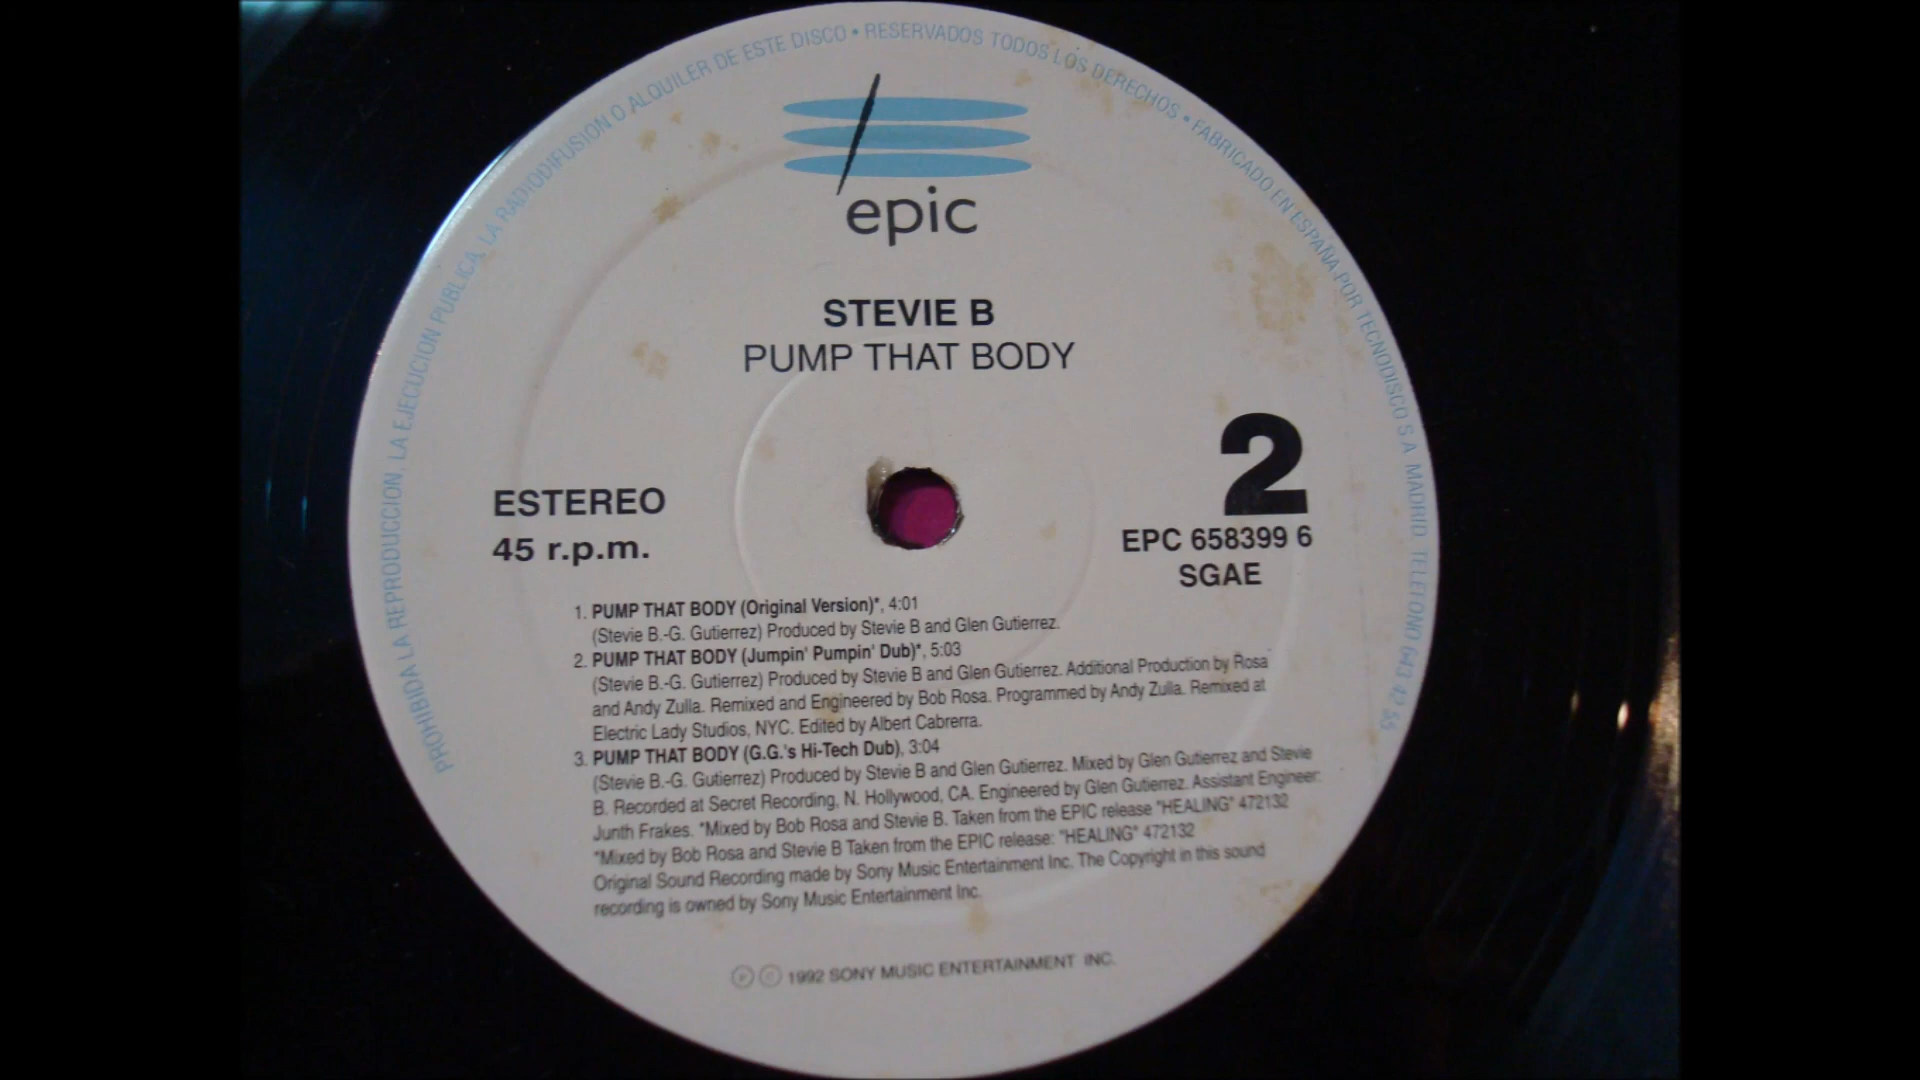 PROHIBIDA LA REPRODUCCION, LA EJECUCION PUBLICA, LA RADIODIFUSION O ALQUILER DE ESTE DISCO • RESERVADOS TODOS LOS DERECHOS • FABRICADO EN ESPAÑA POR TECNODISCO S A MADRID TELEFONO 643 42 55
epic
STEVIE B
PUMP THAT BODY
2
ESTEREO
45 r.p.m.
EPC 658399 6
SGAE
1. PUMP THAT BODY (Original Version)*, 4:01
(Stevie B.-G. Gutierrez) Produced by Stevie B and Glen Gutierrez.
2. PUMP THAT BODY (Jumpin' Pumpin' Dub)*, 5:03
(Stevie B.-G. Gutierrez) Produced by Stevie B and Glen Gutierrez. Additional Production by Rosa
and Andy Zulla. Remixed and Engineered by Bob Rosa. Programmed by Andy Zulla. Remixed at
Electric Lady Studios, NYC. Edited by Albert Cabrerra.
3. PUMP THAT BODY (G.G.'s Hi-Tech Dub), 3:04
(Stevie B.-G. Gutierrez) Produced by Stevie B and Glen Gutierrez. Mixed by Glen Gutierrez and Stevie
B. Recorded at Secret Recording, N. Hollywood, CA. Engineered by Glen Gutierrez. Assistant Engineer:
Junth Frakes. *Mixed by Bob Rosa and Stevie B. Taken from the EPIC release "HEALING" 472132
*Mixed by Bob Rosa and Stevie B Taken from the EPIC release: "HEALING" 472132
Original Sound Recording made by Sony Music Entertainment Inc. The Copyright in this sound
recording is owned by Sony Music Entertainment Inc.
Ⓟ © 1992 SONY MUSIC ENTERTAINMENT INC.